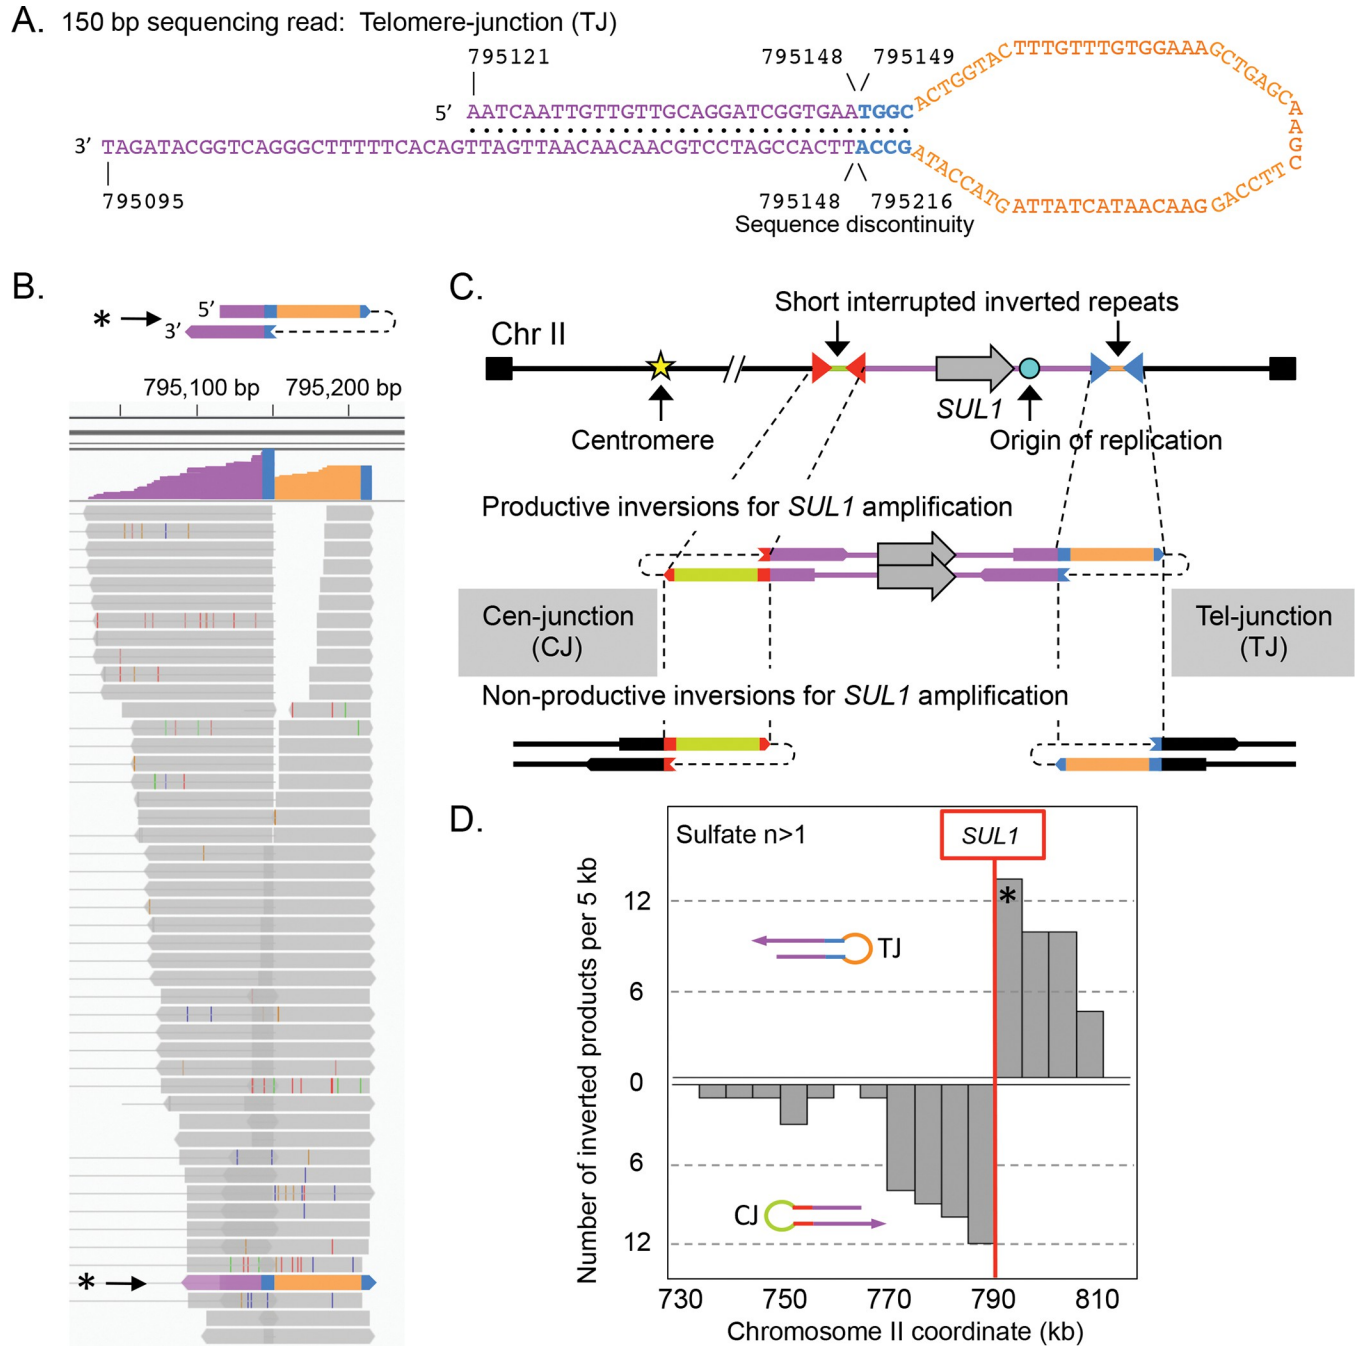 A. 150 bp sequencing read: Telomere-junction (TJ)
795121 795148 795149
5’ AATCAATTGTTGTTGCAGGATCGGTGAATGGCACTGGTACTTTGTTTGTGGAAAGCTGAGCAAGC
3’ TAGATACGGTCAGGGCTTTTTCACAGTTAGTTAACAACAACGTCCTAGCCACTTACCGATACCATGATTATCATAACAAGGACCTTC
795095 795148 795216
Sequence discontinuity
B.
* 5’
3’
795,100 bp 795,200 bp
*
C.
Short interrupted inverted repeats
Chr II
SUL1
Centromere Origin of replication
Productive inversions for SUL1 amplification
Cen-junction
(CJ)
Tel-junction
(TJ)
Non-productive inversions for SUL1 amplification
D.
Sulfate n>1 SUL1
Number of inverted products per 5 kb
12
*
TJ
6
0
6
CJ
12
730 750 770 790 810
Chromosome II coordinate (kb)